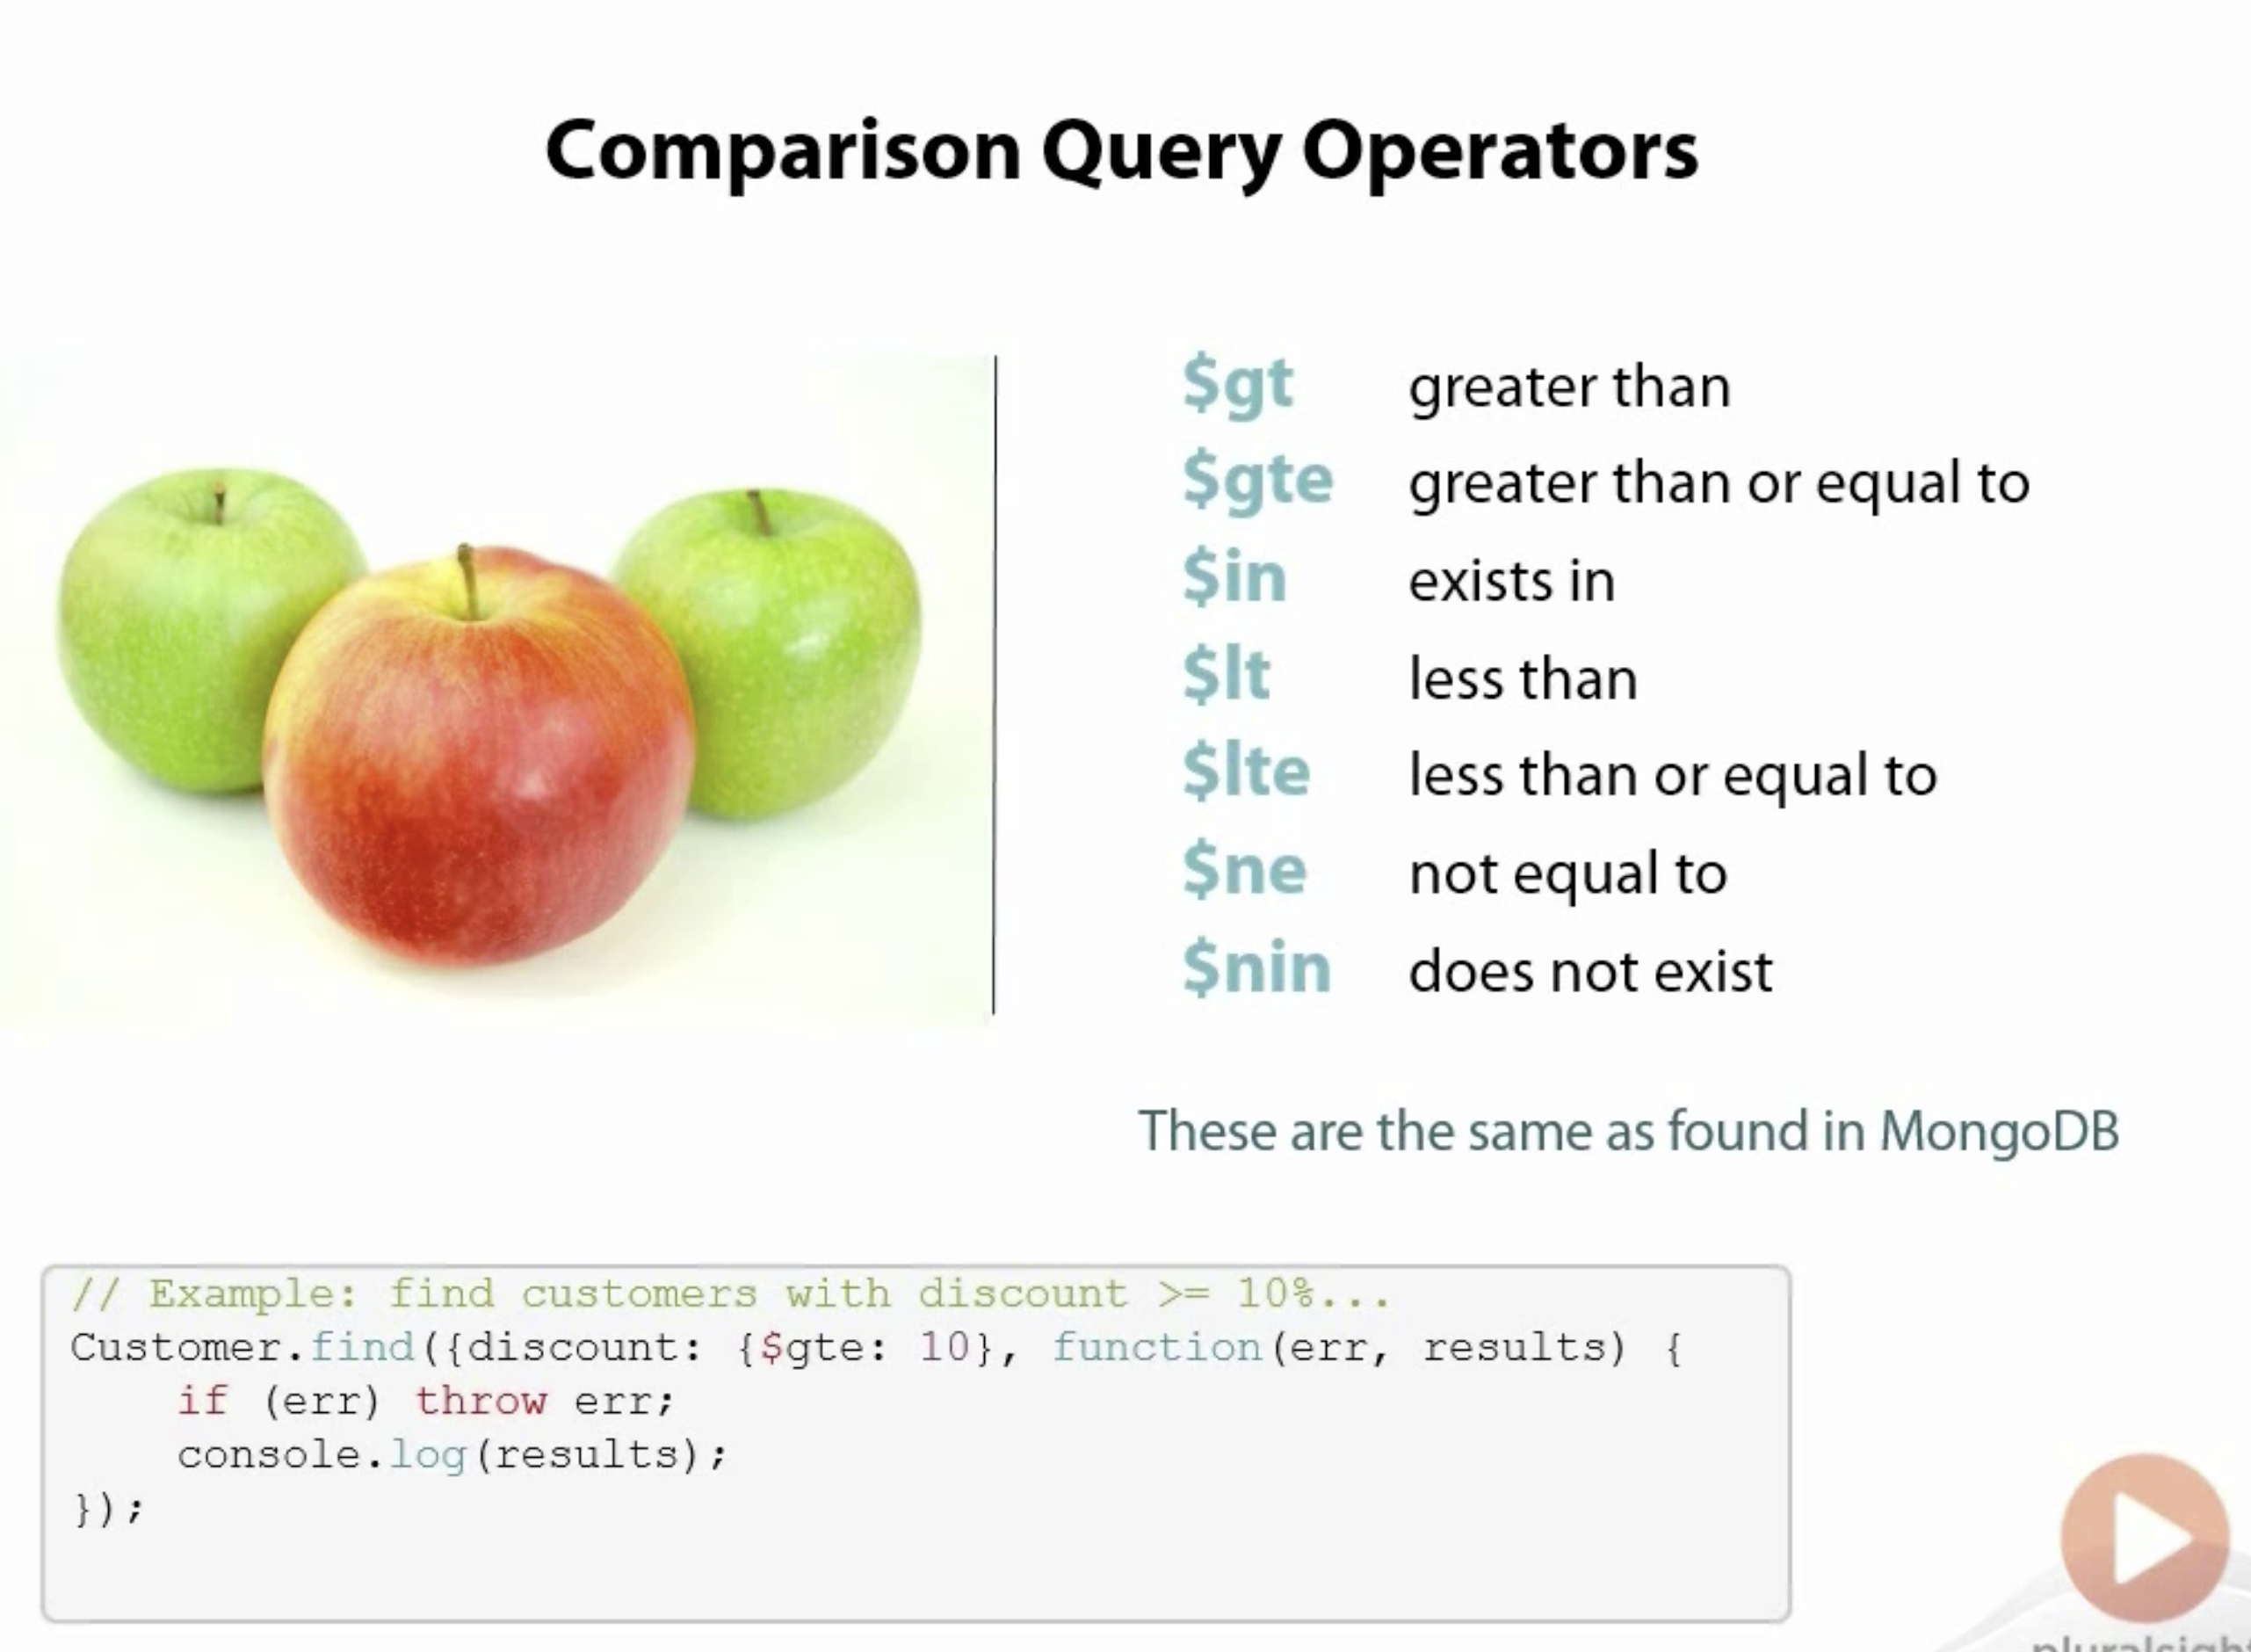 Comparison Query Operators
$gt greater than
$gte greater than or equal to
$in exists in
$lt less than
$lte less than or equal to
$ne not equal to
$nin does not exist
These are the same as found in MongoDB
// Example: find customers with discount >= 10%...
Customer.find({discount: {$gte: 10}, function(err, results) {
    if (err) throw err;
    console.log(results);
});